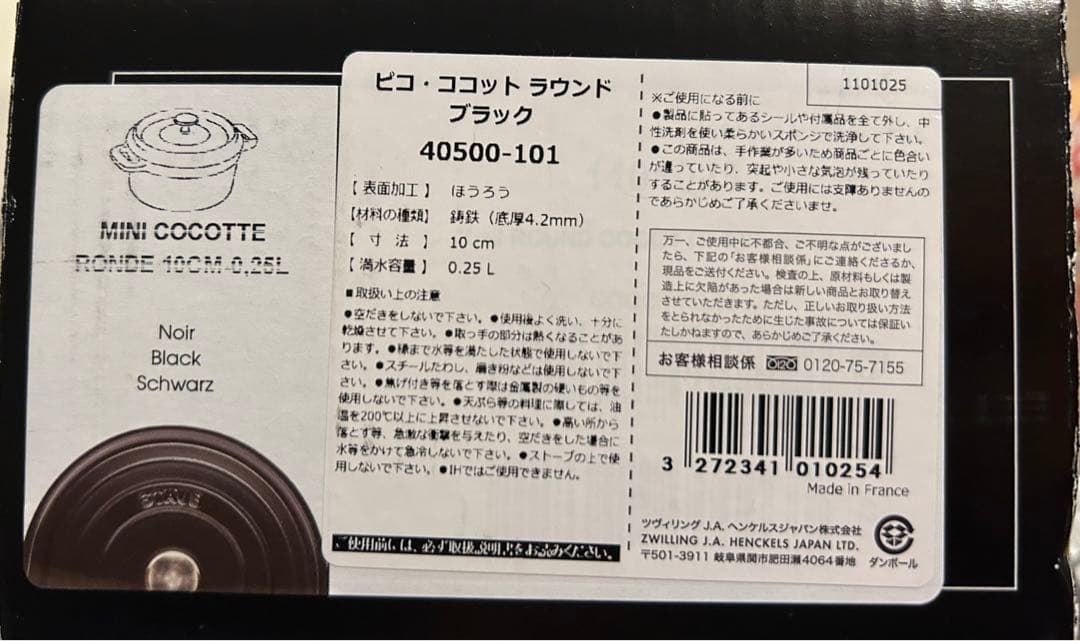 MINI COCOTTE
RONDE 10CM-0,25L
Noir
Black
Schwarz
STAUB
ピコ・ココット ラウンド
ブラック
40500-101
【 表面加工 】 ほうろう
【材料の種類】 鋳鉄（底厚4.2mm）
【 寸 法 】 10 cm
【 満水容量 】 0.25 L
■取扱い上の注意
●空だきをしないで下さい。●使用後よく洗い、十分に
乾燥させて下さい。●取っ手の部分は熱くなることがあ
ります。●縁まで水等を満たした状態で使用しないで下
さい。●スチールたわし、磨き粉などは使用しないで下
さい。●焦げ付き等を落とす際は金属製の硬いもの等を
使用しないで下さい。●天ぷら等の料理に際しては、油
温を200℃以上に上昇させないで下さい。●高い所から
落とす等、急激な衝撃を与えたり、空だきをした場合に
水等をかけて急冷しないで下さい。●ストーブの上で使
用しないで下さい。●IHではご使用できません。
ご使用前には、必ず取扱説明書をお読みください。
1101025
※ご使用になる前に
●製品に貼ってあるシールや付属品を全て外し、中
性洗剤を使い柔らかいスポンジで洗浄して下さい。
●この商品は、手作業が多いため商品ごとに色合い
が違っていたり、突起や小さな気泡が残っていたり
することがあります。ご使用には支障ありませんの
であらかじめご了承くださいませ。
万一、ご使用中に不都合、ご不明な点がございまし
たら、下記の「お客様相談係」にご連絡くださるか、
現品をご送付ください。検査の上、原材料もしくは製
造上に欠陥があった場合は新しい商品とお取り替え
させていただきます。ただし、正しいお取り扱い方法
をとられなかったために生じた事故については保証い
たしかねますので、あらかじめご了承ください。
お客様相談係 0120-75-7155
3 272341 010254
Made in France
ツヴィリング J.A. ヘンケルスジャパン株式会社
ZWILLING J.A. HENCKELS JAPAN LTD.
〒501-3911 岐阜県関市肥田瀬4064番地
ダンボール